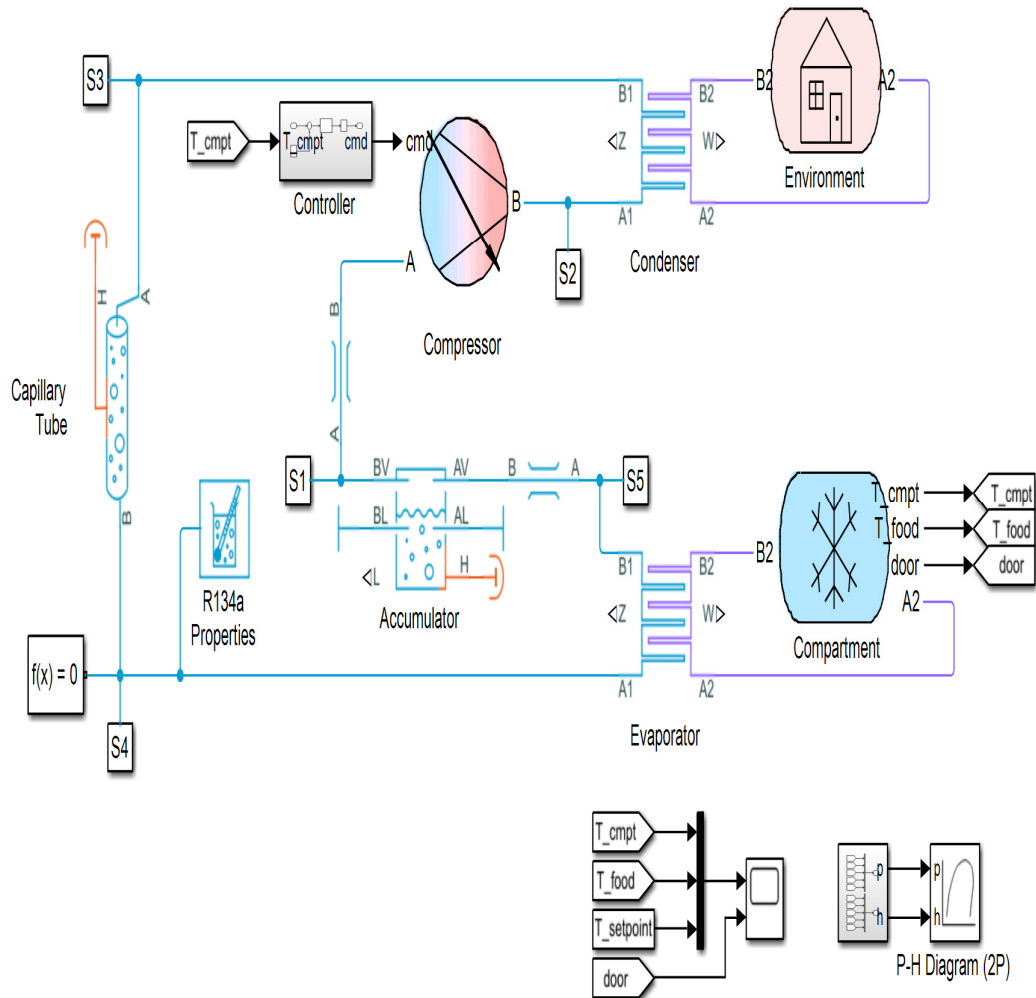 S3
B1
B2
B2
A2
T_cmpt
T_cmpt
cmd
cmd
Z
W
Environment
Controller
B
A1
A2
Condenser
S2
A
H
A
B
Compressor
Capillary
Tube
A
S1
BV
AV
B
A
S5
T_cmpt
T_cmpt
T_food
T_food
BL
AL
B1
B2
B2
door
door
B
L
H
A2
Z
W
R134a
Properties
Accumulator
Compartment
f(x) = 0
A1
A2
Evaporator
S4
T_cmpt
T_food
T_setpoint
door
p
p
h
h
P-H Diagram (2P)